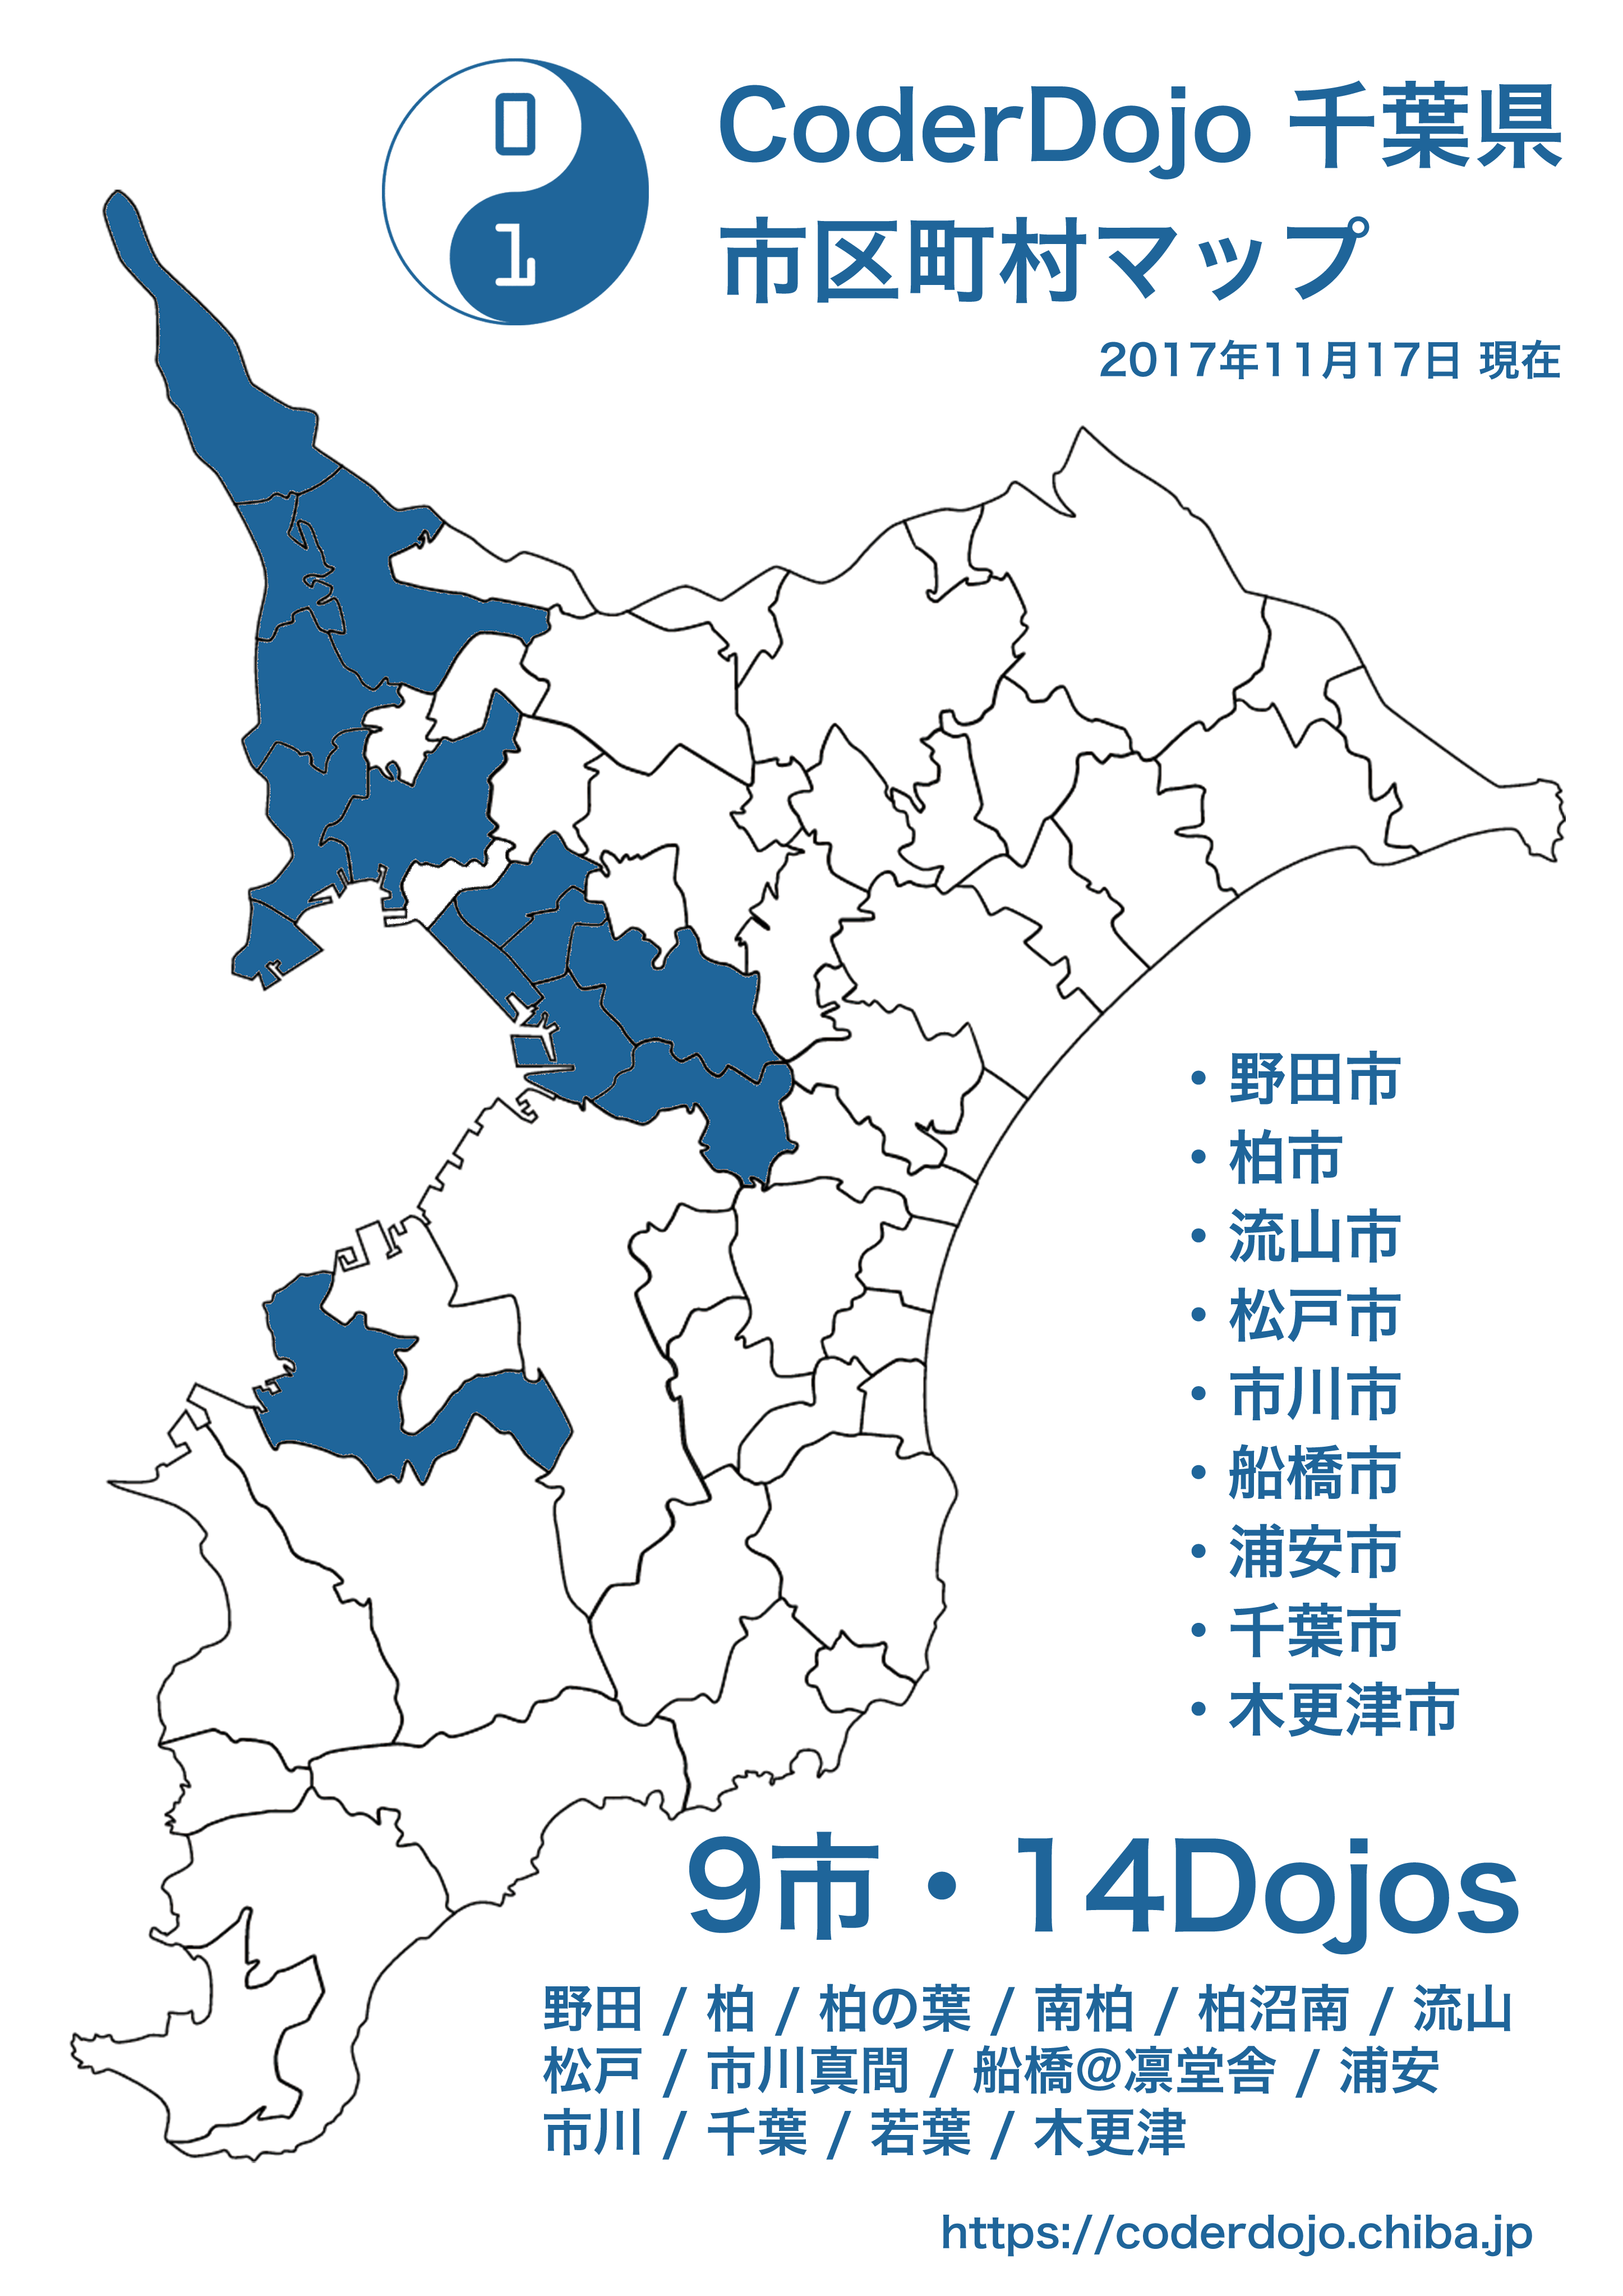 0
1
CoderDojo 千葉県
市区町村マップ
2017年11月17日 現在
・野田市
・柏市
・流山市
・松戸市
・市川市
・船橋市
・浦安市
・千葉市
・木更津市
9市・14Dojos
野田 / 柏 / 柏の葉 / 南柏 / 柏沼南 / 流山
松戸 / 市川真間 / 船橋@凛堂舎 / 浦安
市川 / 千葉 / 若葉 / 木更津
https://coderdojo.chiba.jp